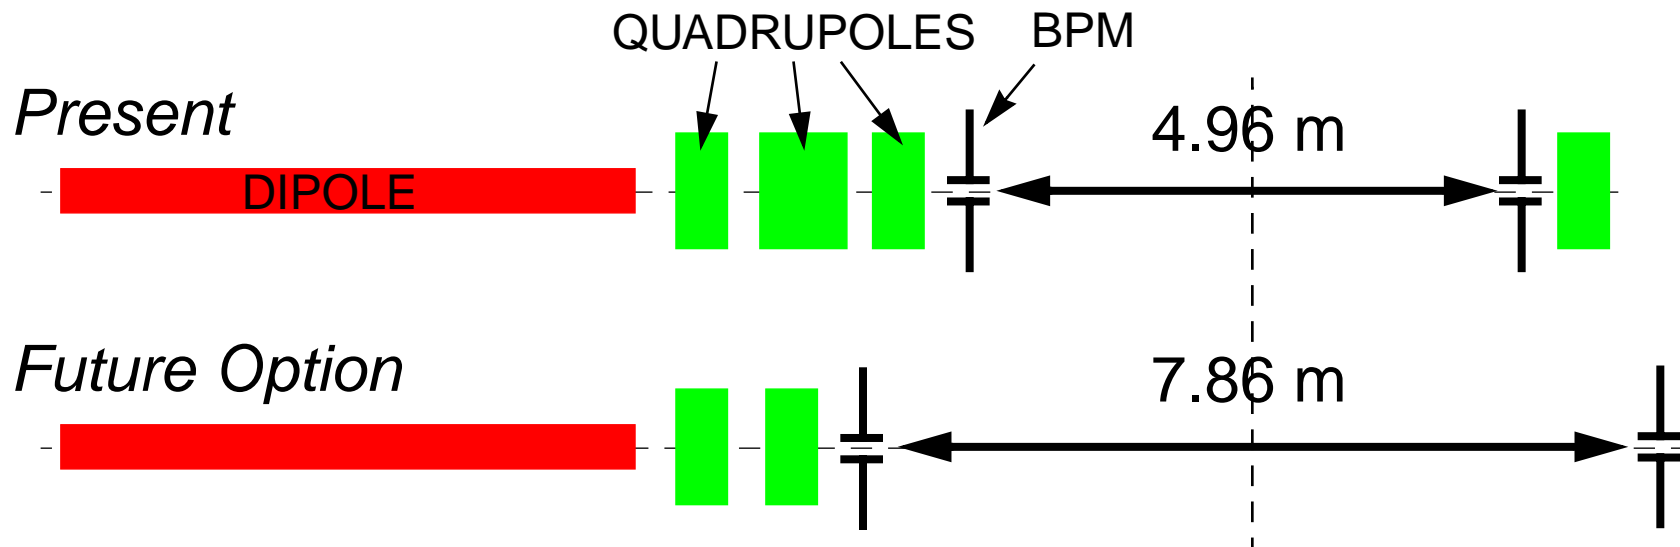 QUADRUPOLES BPM
Present
4.96 m
DIPOLE
Future Option
7.86 m